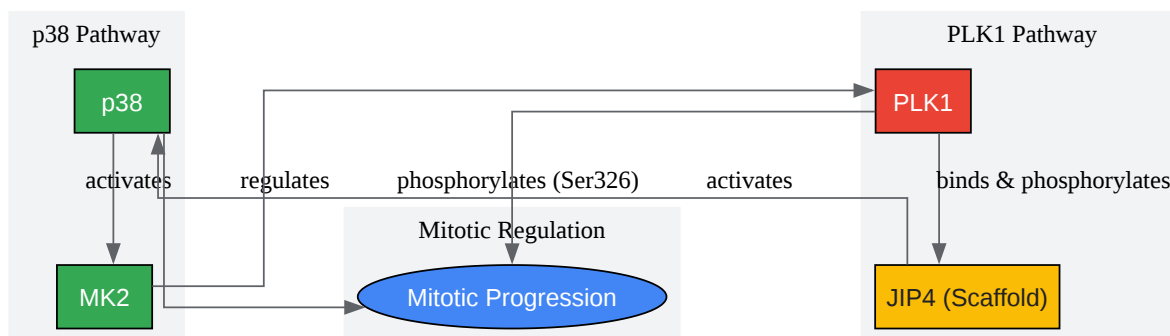 p38 Pathway
PLK1 Pathway
p38
PLK1
activates
regulates
phosphorylates (Ser326)
activates
binds & phosphorylates
Mitotic Regulation
MK2
Mitotic Progression
JIP4 (Scaffold)